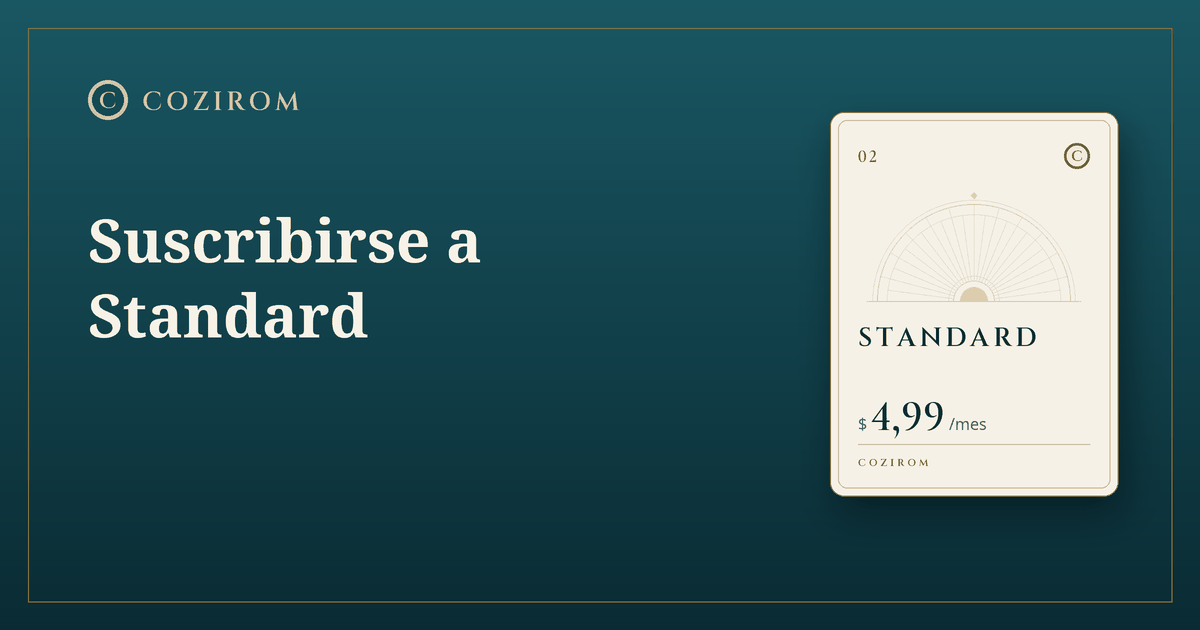 C COZIROM
Suscribirse a
Standard
02
C
STANDARD
$ 4,99 /mes
COZIROM